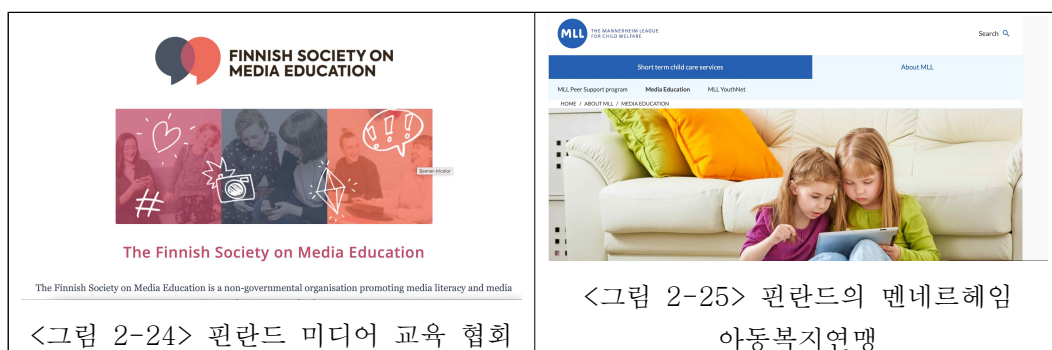 FINNISH SOCIETY ON
MEDIA EDUCATION
Banner-tricolor
The Finnish Society on Media Education
The Finnish Society on Media Education is a non-governmental organisation promoting media literacy and media
<그림 2-24> 핀란드 미디어 교육 협회
MLL
THE MANNERHEIM LEAGUE
FOR CHILD WELFARE
Search
Short term child care services
About MLL
MLL Peer Support program
Media Education
MLL YouthNet
HOME / ABOUT MLL / MEDIA EDUCATION
<그림 2-25> 핀란드의 멘네르헤임
아동복지연맹